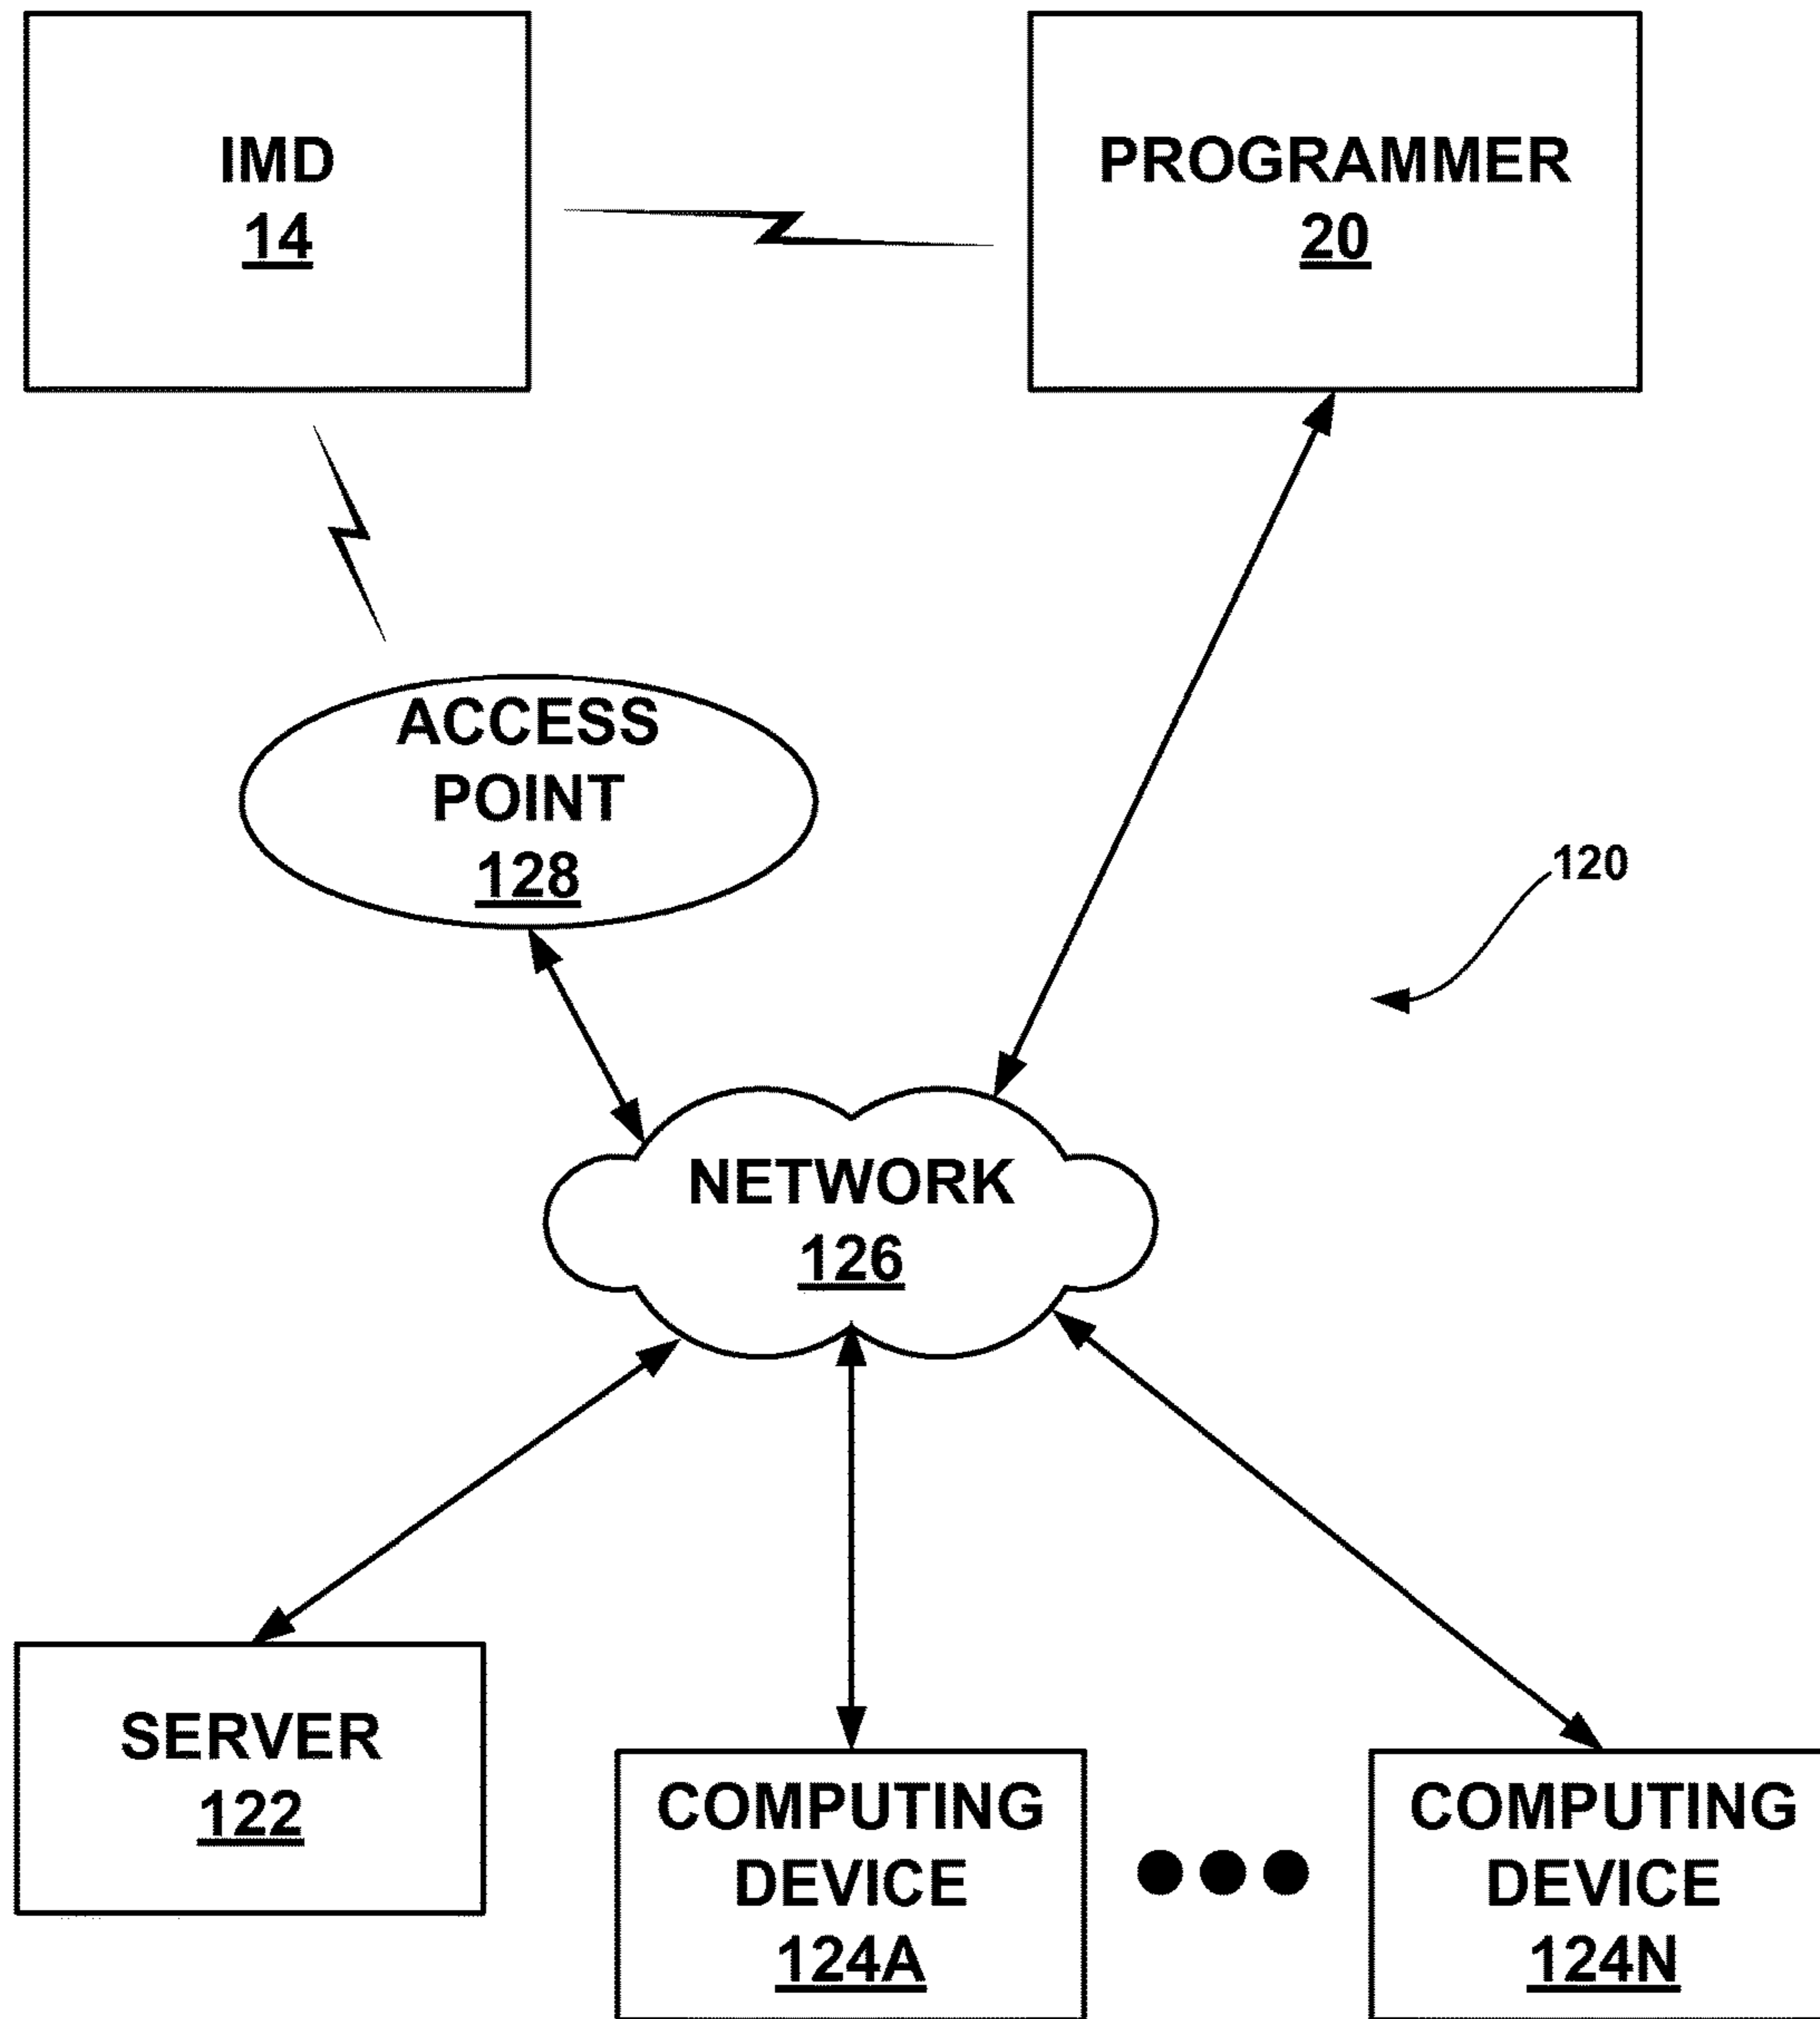 IMD
14
PROGRAMMER
20
ACCESS
POINT
128
120
NETWORK
126
SERVER
122
COMPUTING
DEVICE
124A
COMPUTING
DEVICE
124N